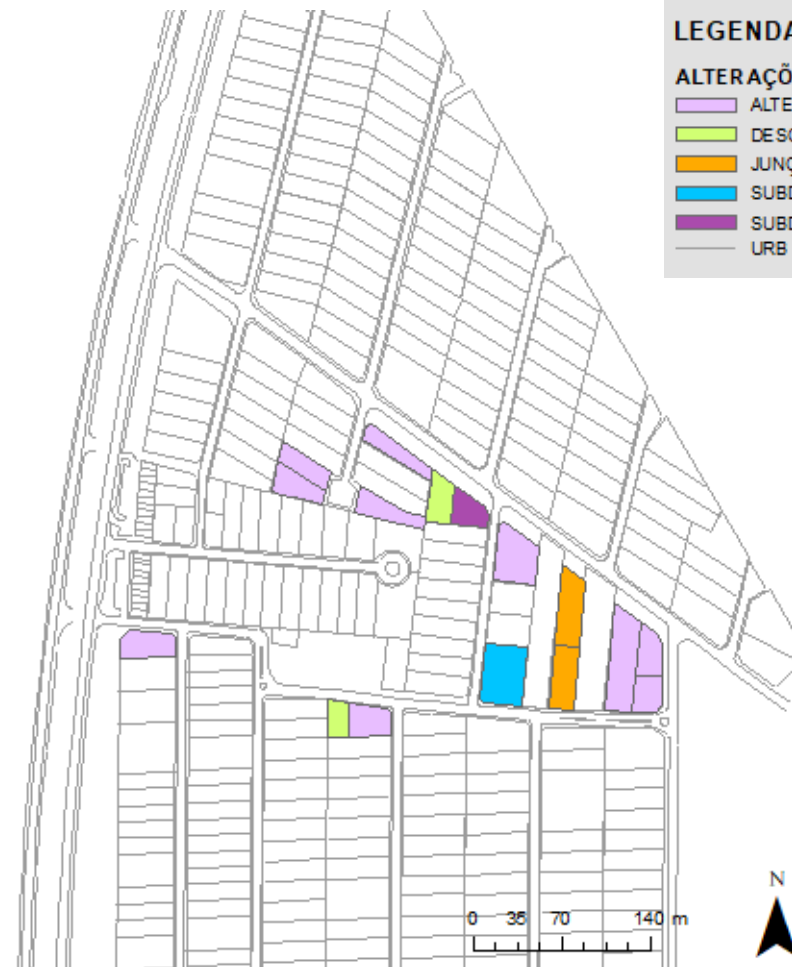 LEGENDA
ALTERAÇÕ
ALTE
DESC
JUNÇ
SUBD
SUBD
URB
N
0 35 70 140 m